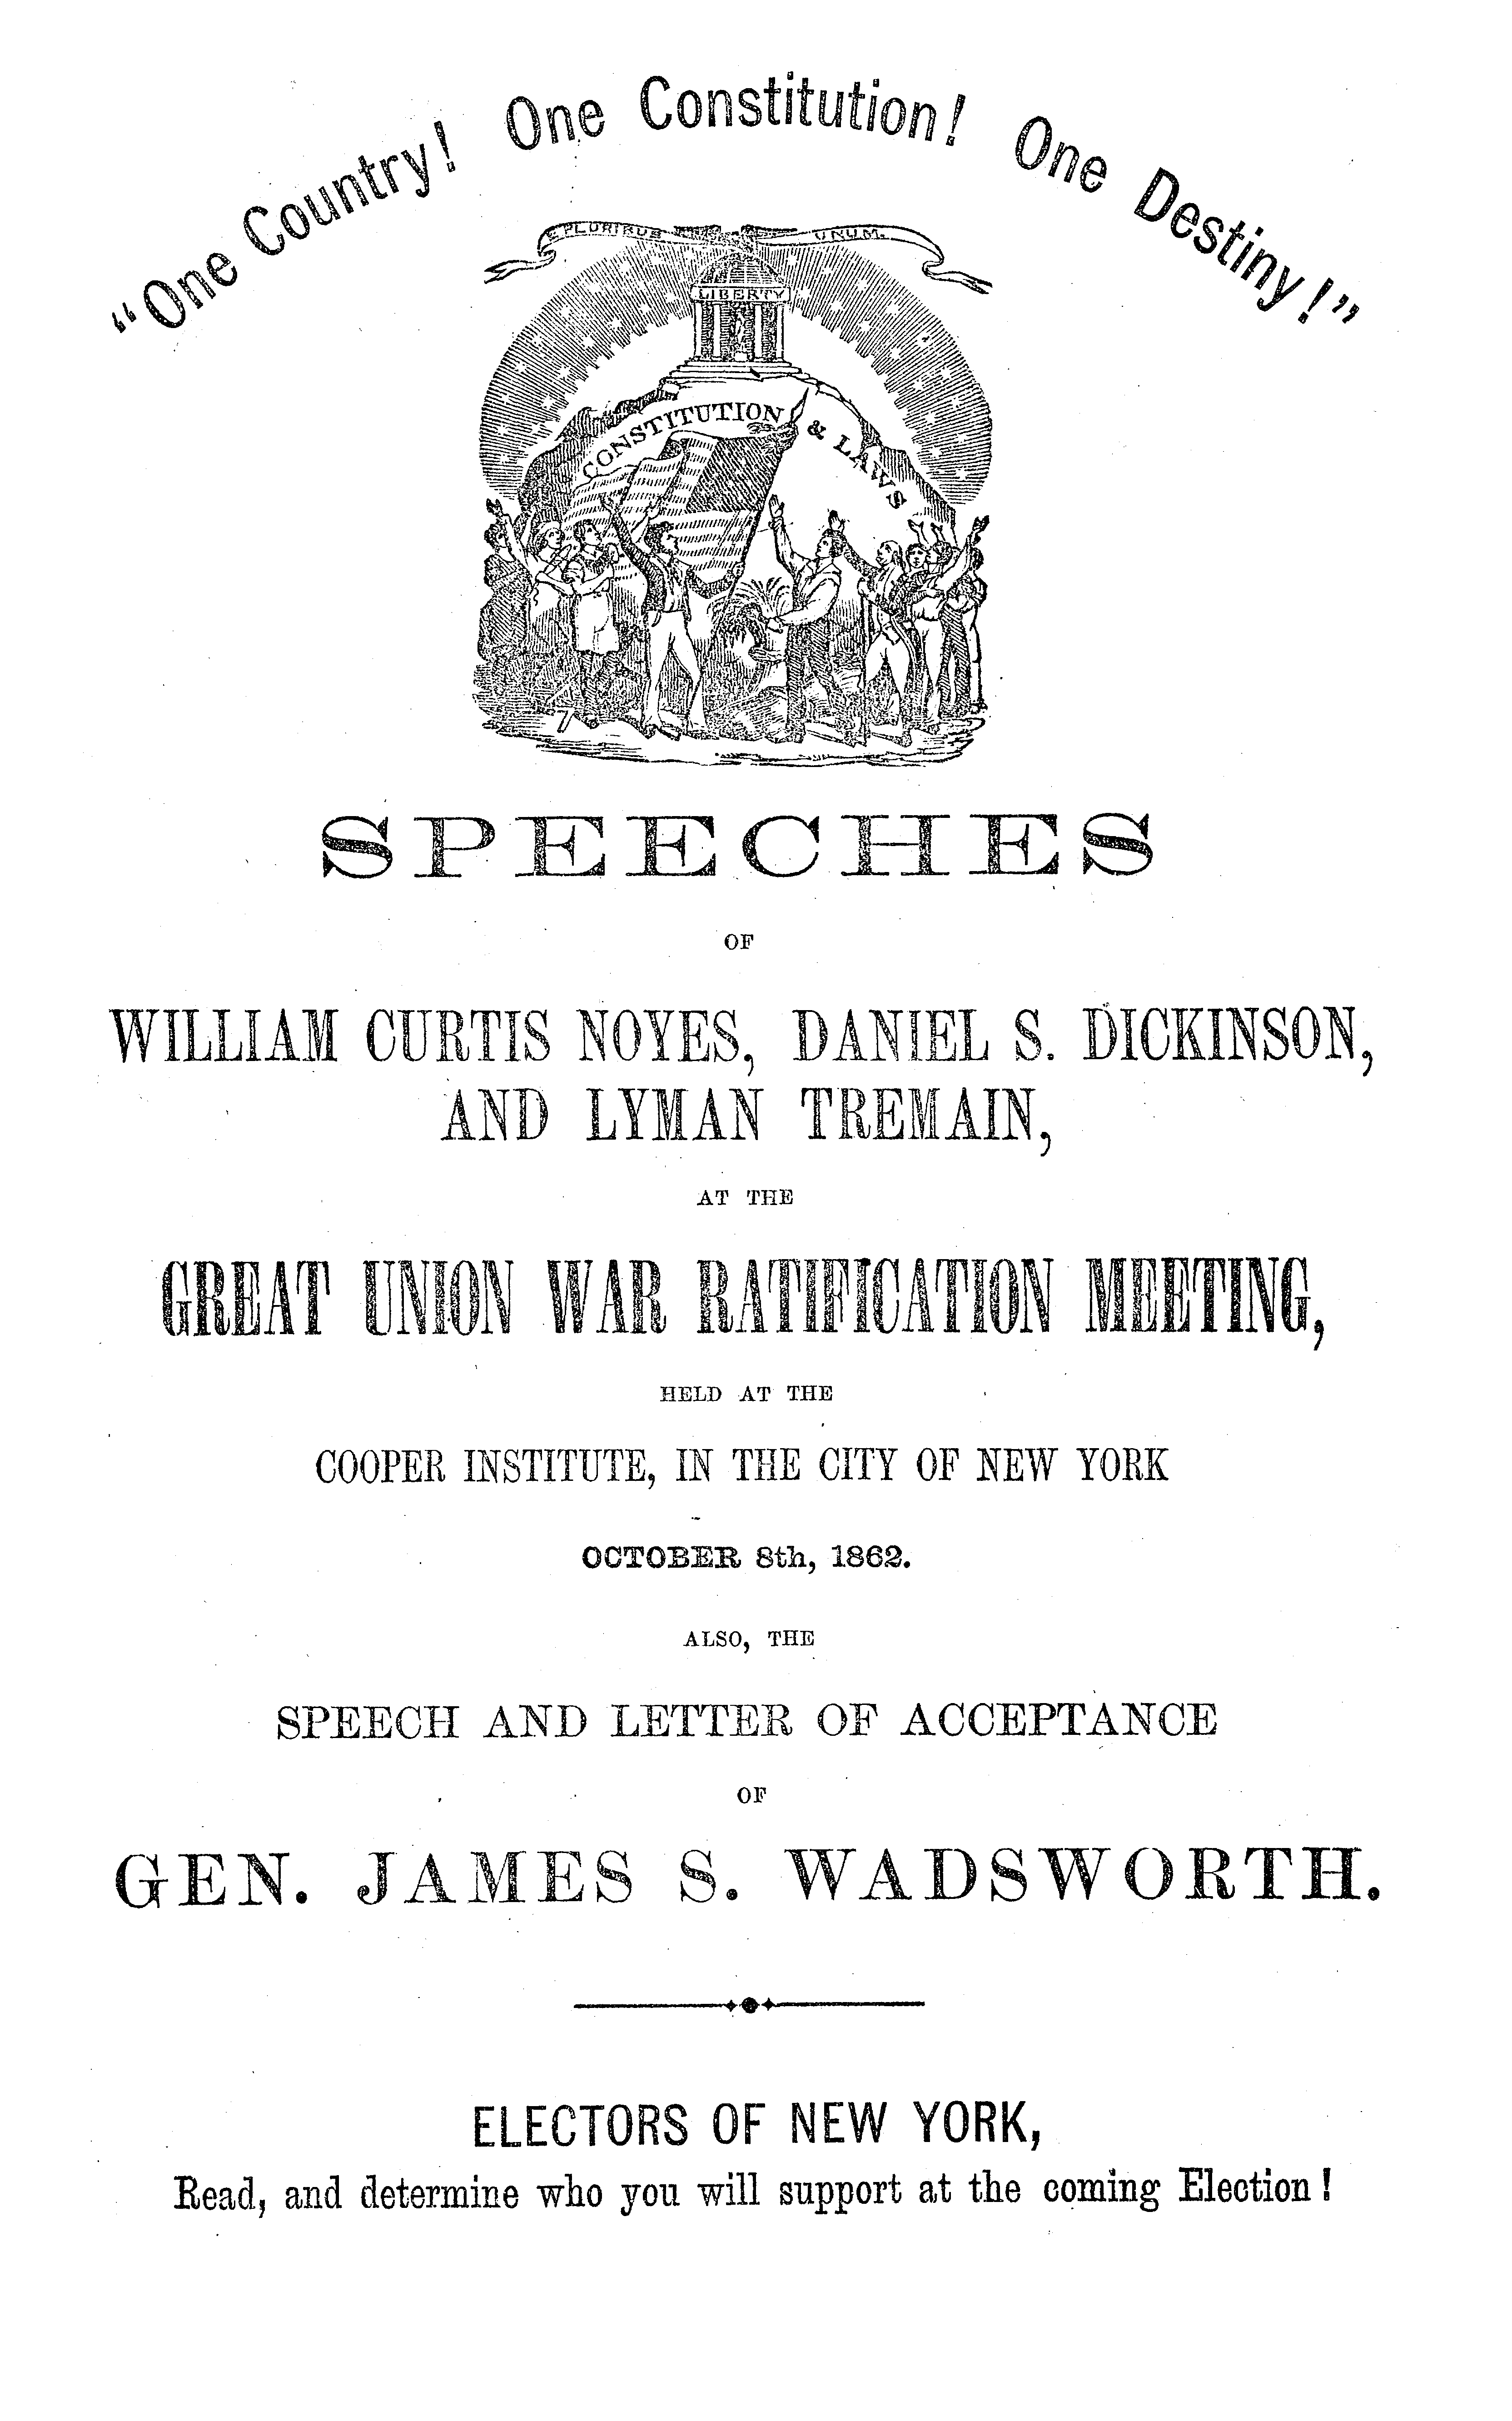 “One Country! One Constitution! One Destiny!”
E PLURIBUS UNUM.
LIBERTY
CONSTITUTION & LAWS
SPEECHES
OF
WILLIAM CURTIS NOYES, DANIEL S. DICKINSON,
AND LYMAN TREMAIN,
AT THE
GREAT UNION WAR RATIFICATION MEETING,
HELD AT THE
COOPER INSTITUTE, IN THE CITY OF NEW YORK
OCTOBER 8th, 1862.
ALSO, THE
SPEECH AND LETTER OF ACCEPTANCE
OF
GEN. JAMES S. WADSWORTH.
ELECTORS OF NEW YORK,
Read, and determine who you will support at the coming Election!